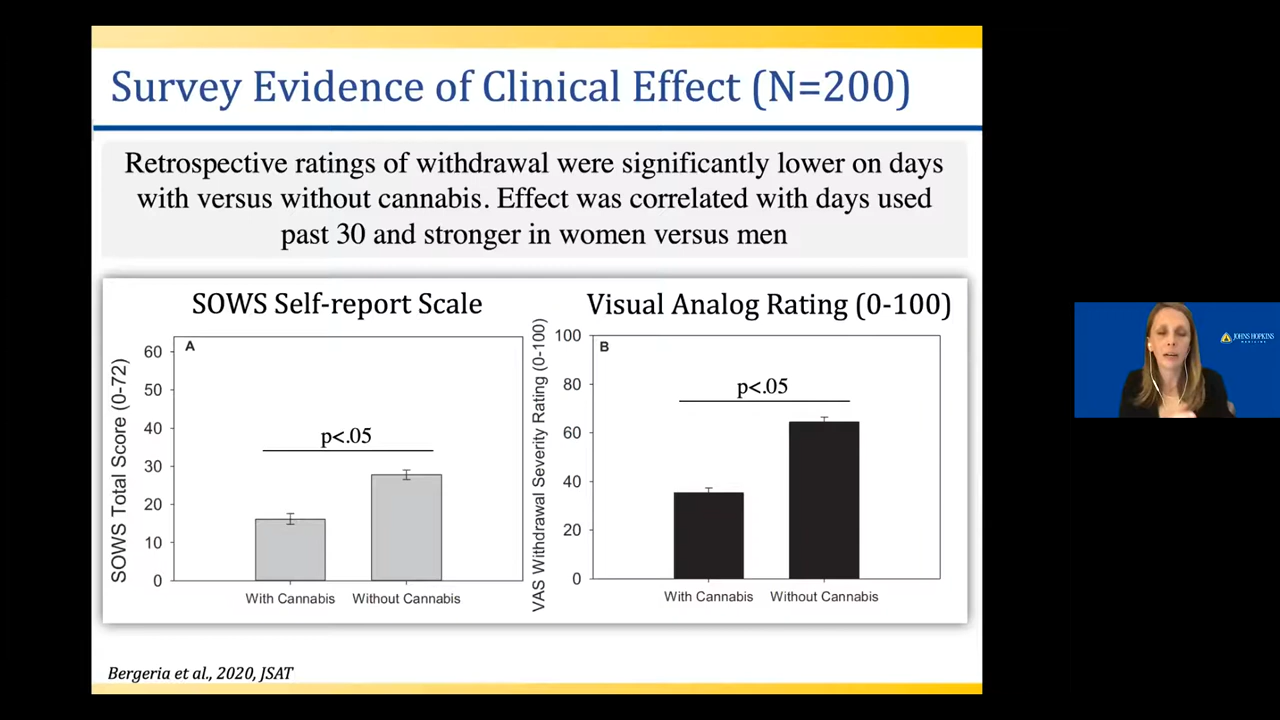 Survey Evidence of Clinical Effect (N=200)
Retrospective ratings of withdrawal were significantly lower on days
with versus without cannabis. Effect was correlated with days used
past 30 and stronger in women versus men
SOWS Self-report Scale
SOWS Total Score (0-72)
A
60
50
40
30
20
10
0
p<.05
With Cannabis
Without Cannabis
Visual Analog Rating (0-100)
VAS Withdrawal Severity Rating (0-100)
B
100
80
60
40
20
0
p<.05
With Cannabis
Without Cannabis
Bergeria et al., 2020, JSAT
JOHNS HOPKINS
MEDICINE